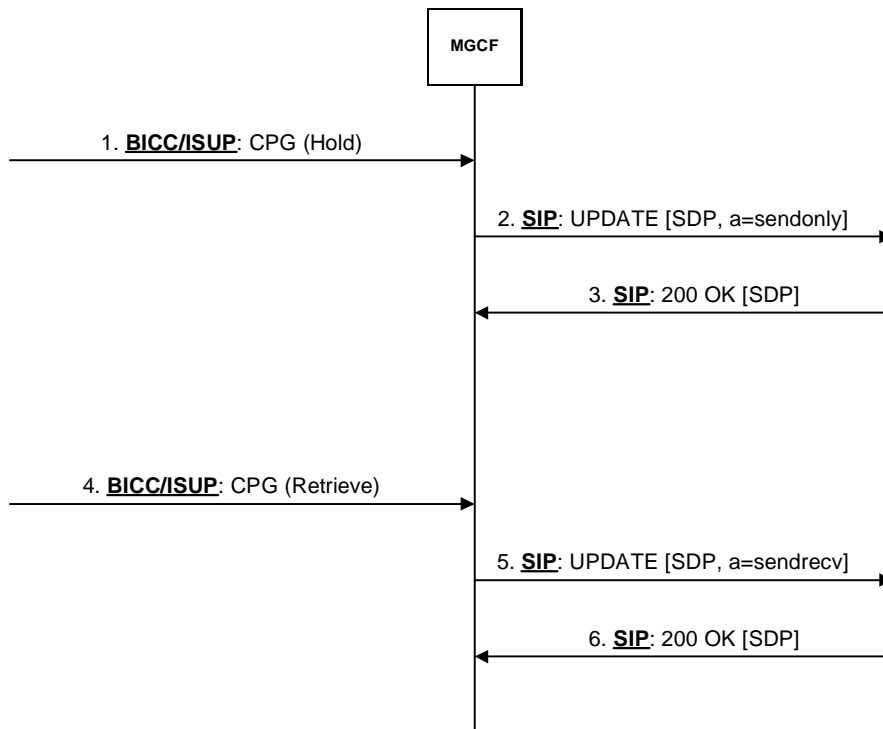 MGCF
1. BICC/ISUP: CPG (Hold)
2. SIP: UPDATE [SDP, a=sendonly]
3. SIP: 200 OK [SDP]
4. BICC/ISUP: CPG (Retrieve)
5. SIP: UPDATE [SDP, a=sendrecv]
6. SIP: 200 OK [SDP]